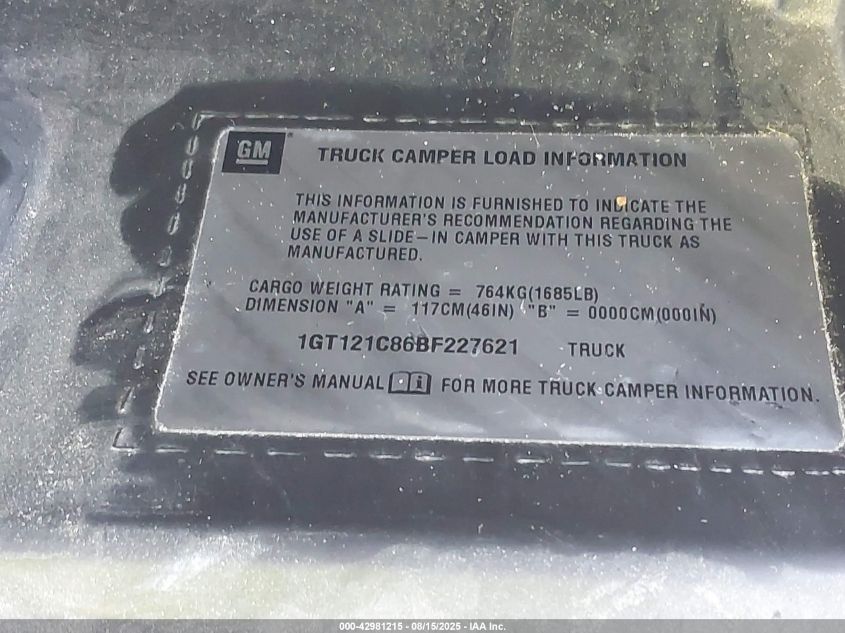 GM
TRUCK CAMPER LOAD INFORMATION
THIS INFORMATION IS FURNISHED TO INDICATE THE
MANUFACTURER'S RECOMMENDATION REGARDING THE
USE OF A SLIDE-IN CAMPER WITH THIS TRUCK AS
MANUFACTURED.
CARGO WEIGHT RATING = 764KG(1685LB)
DIMENSION "A" = 117CM(46IN) "B" = 0000CM(000IN)
1GT121C86BF227621 TRUCK
SEE OWNER'S MANUAL FOR MORE TRUCK CAMPER INFORMATION.
000-42981215 - 08/15/2025 - IAA Inc.